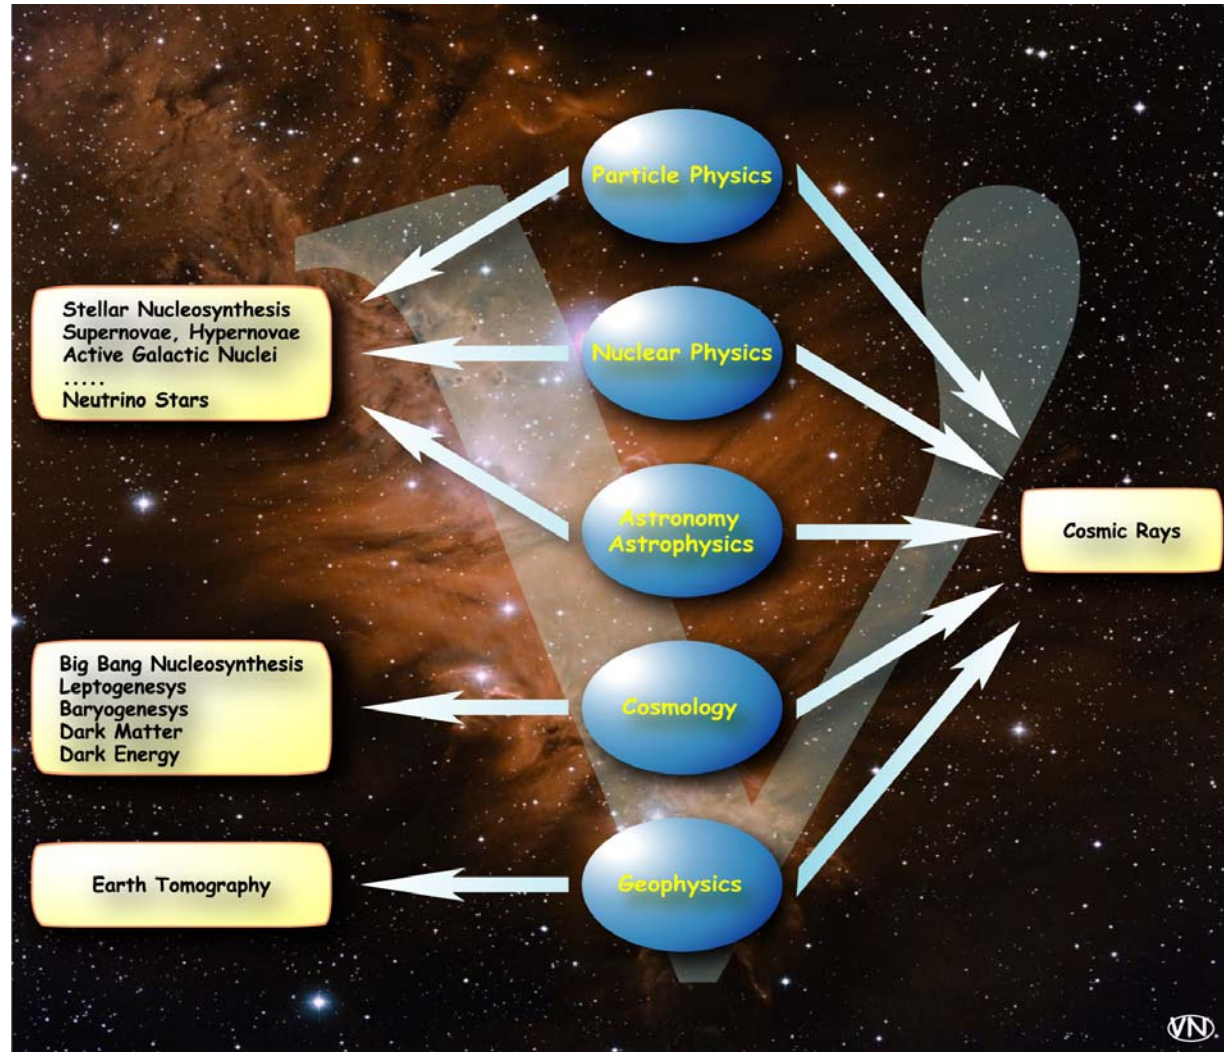 Particle Physics
Stellar Nucleosynthesis
Supernovae, Hypernovae
Active Galactic Nuclei
.....
Neutrino Stars
Nuclear Physics
Astronomy
Astrophysics
Cosmic Rays
Big Bang Nucleosynthesis
Leptogenesys
Baryogenesys
Dark Matter
Dark Energy
Cosmology
Earth Tomography
Geophysics
VN